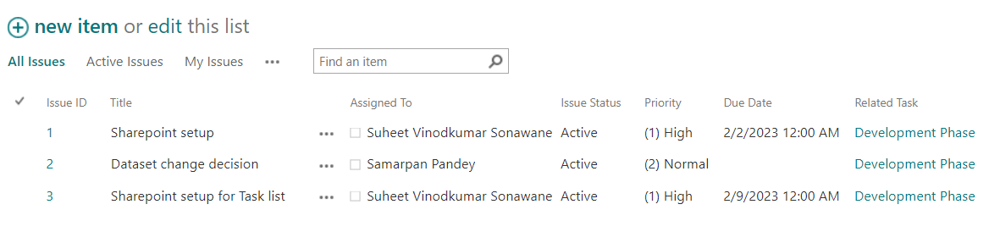 new item or edit this list
All Issues Active Issues My Issues ••• Find an item
Issue ID Title Assigned To Issue Status Priority Due Date Related Task
1 Sharepoint setup ••• Suheet Vinodkumar Sonawane Active (1) High 2/2/2023 12:00 AM Development Phase
2 Dataset change decision ••• Samarpan Pandey Active (2) Normal Development Phase
3 Sharepoint setup for Task list ••• Suheet Vinodkumar Sonawane Active (1) High 2/9/2023 12:00 AM Development Phase